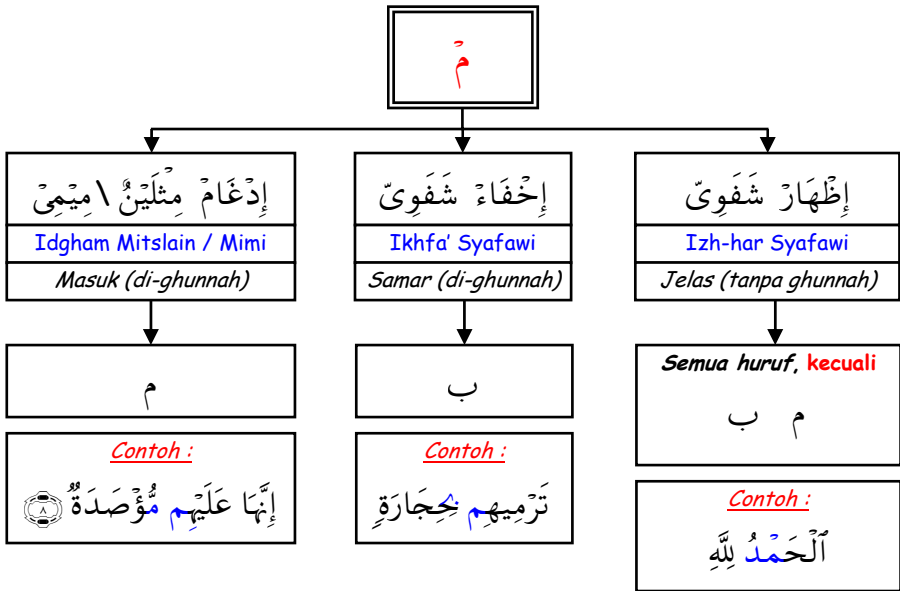 مْ
إِدْغَامْ مِثْلَيْنٌ \ مِيْمِيْ
Idgham Mitslain / Mimi
Masuk (di-ghunnah)
م
Contoh :
إِنَّهَا عَلَيْهِم مُّؤْصَدَةٌ ٨
إِخْفَاءْ شَفَوِىّ
Ikhfa' Syafawi
Samar (di-ghunnah)
ب
Contoh :
تَرْمِيهِم بِحِجَارَةٍ
إِظْهَارْ شَفَوِىّ
Izh-har Syafawi
Jelas (tanpa ghunnah)
Semua huruf, kecuali
م ب
Contoh :
ٱلْحَمْدُ لِلَّهِ